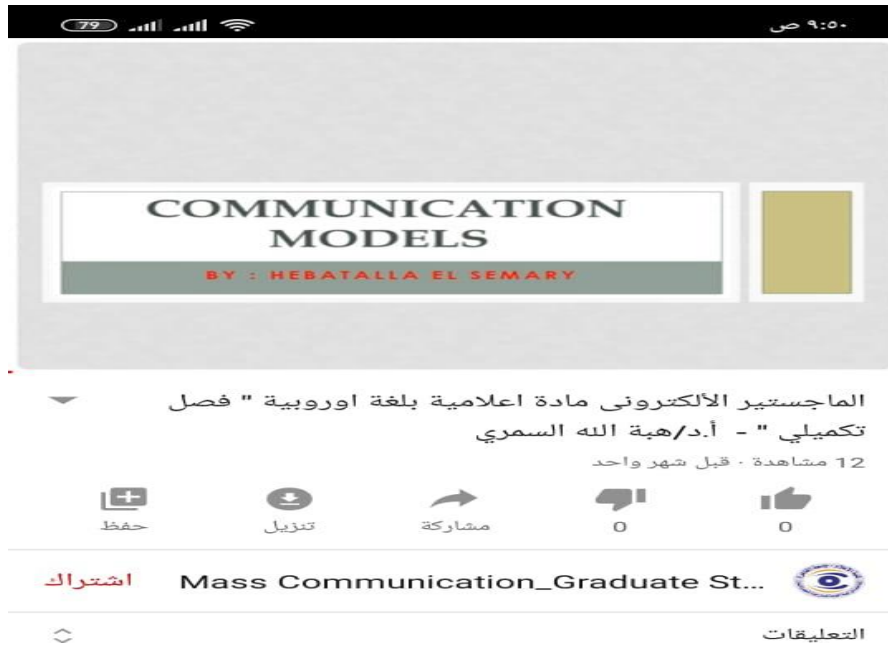 79
٩:٥٠ ص
COMMUNICATION
MODELS
BY : HEBATALLA EL SEMARY
الماجستير الألكترونى مادة اعلامية بلغة اوروبية " فصل
تكميلي " - أ.د/هبة الله السمري
12 مشاهدة · قبل شهر واحد
0
0
مشاركة
تنزيل
حفظ
Mass Communication_Graduate St...
اشتراك
التعليقات